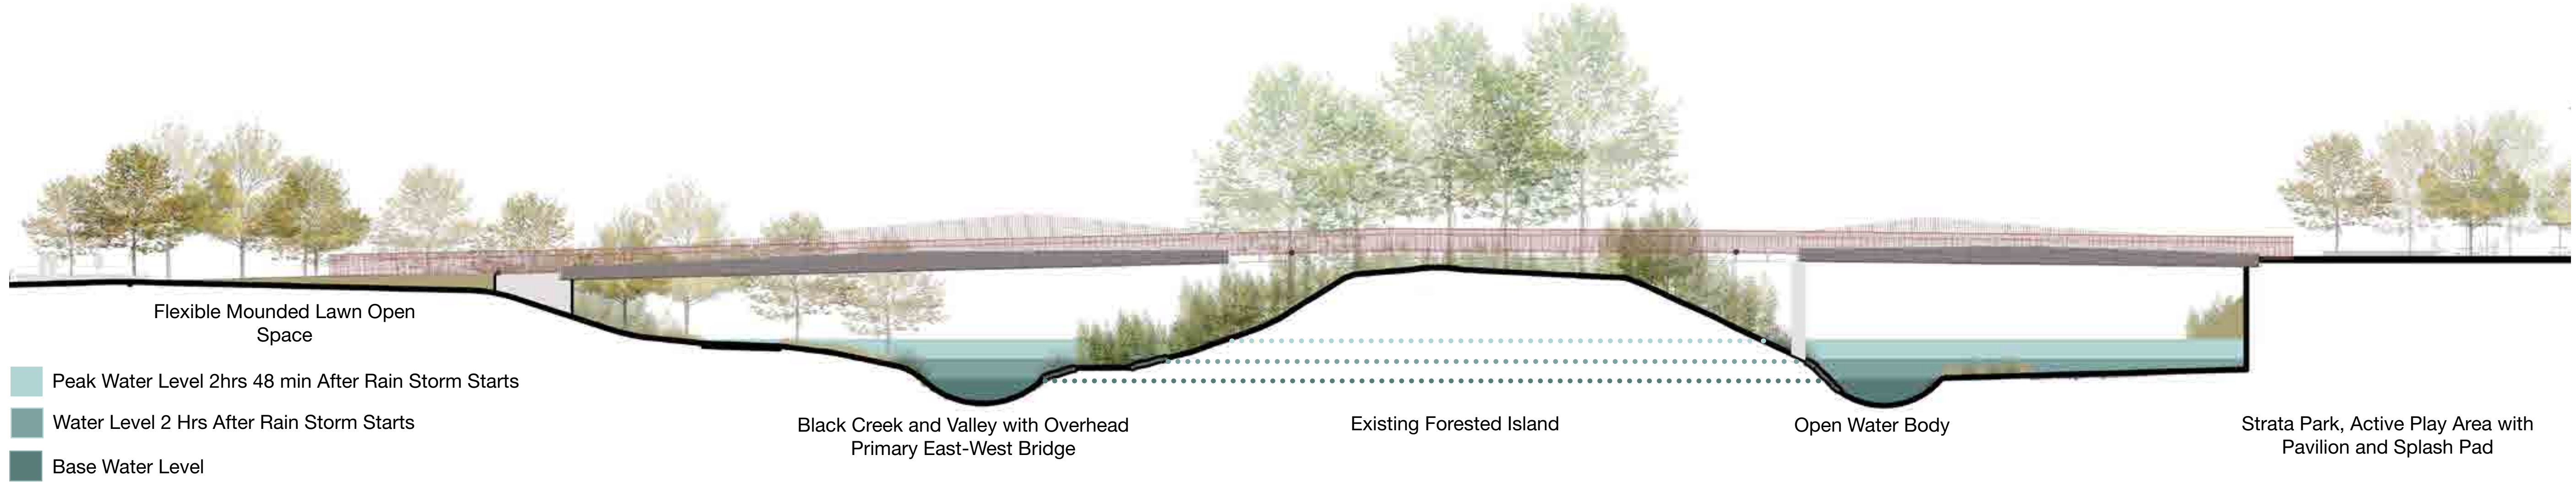 Flexible Mounded Lawn Open
Space
Peak Water Level 2hrs 48 min After Rain Storm Starts
Water Level 2 Hrs After Rain Storm Starts
Base Water Level
Black Creek and Valley with Overhead
Primary East-West Bridge
Existing Forested Island
Open Water Body
Strata Park, Active Play Area with
Pavilion and Splash Pad